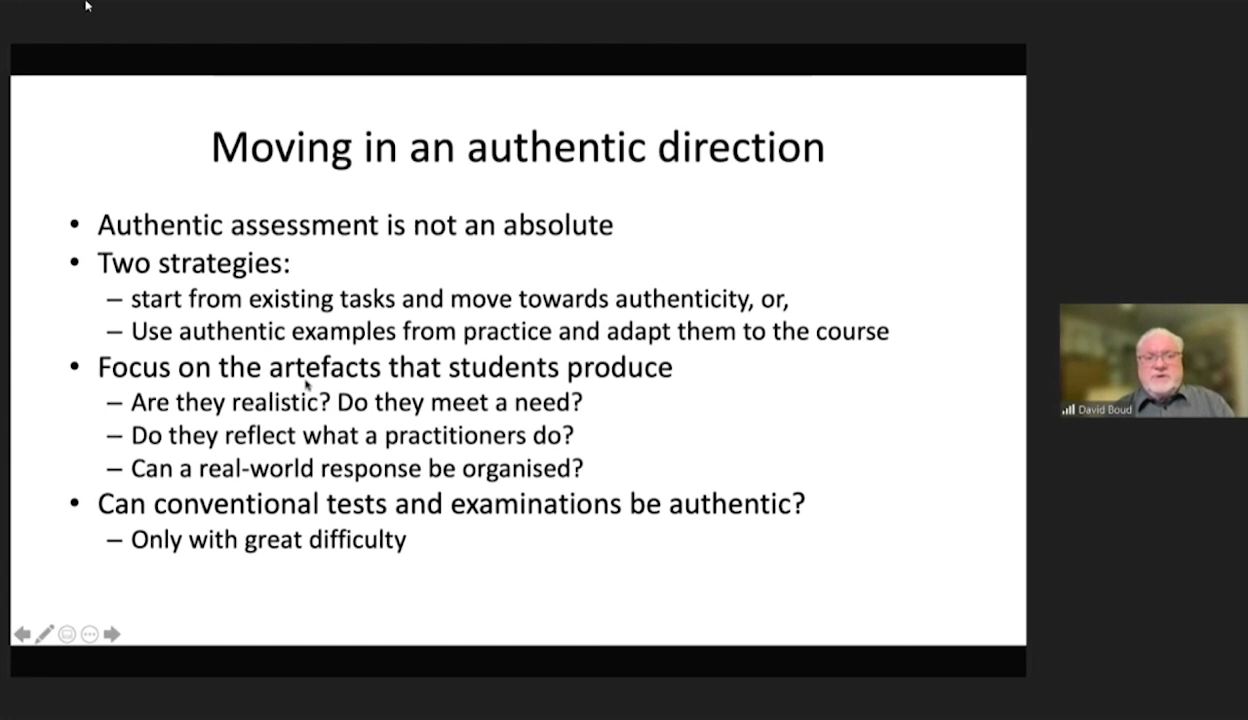 Moving in an authentic direction
• Authentic assessment is not an absolute
• Two strategies:
– start from existing tasks and move towards authenticity, or,
– Use authentic examples from practice and adapt them to the course
• Focus on the artefacts that students produce
– Are they realistic? Do they meet a need?
– Do they reflect what a practitioners do?
– Can a real-world response be organised?
• Can conventional tests and examinations be authentic?
– Only with great difficulty
David Boud